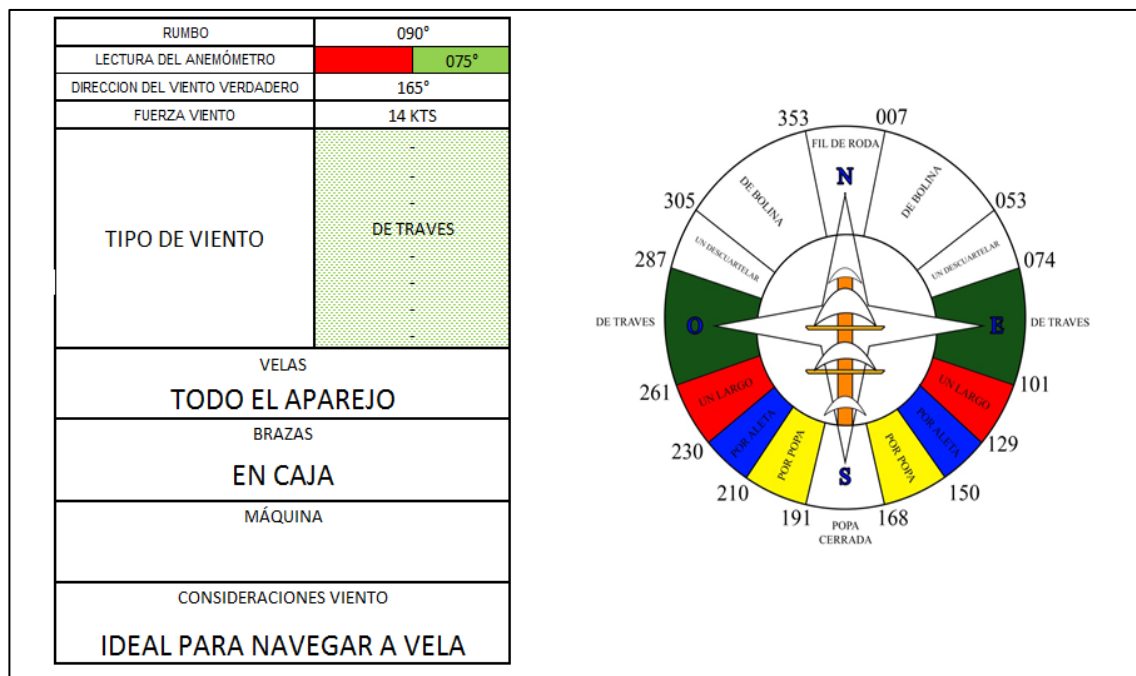 RUMBO 090°
LECTURA DEL ANEMÓMETRO 075°
DIRECCION DEL VIENTO VERDADERO 165°
FUERZA VIENTO 14 KTS
-
-
-
TIPO DE VIENTO DE TRAVES
-
-
-
-
VELAS
TODO EL APAREJO
BRAZAS
EN CAJA
MÁQUINA
CONSIDERACIONES VIENTO
IDEAL PARA NAVEGAR A VELA
353 007
FIL DE RODA
N
DE BOLINA DE BOLINA
305 053
UN DESCUARTELAR UN DESCUARTELAR
287 074
DE TRAVES O E DE TRAVES
261 101
UN LARGO UN LARGO
230 129
POR ALETA POR ALETA
210 150
POR POPA POR POPA
S
191 168
POPA
CERRADA